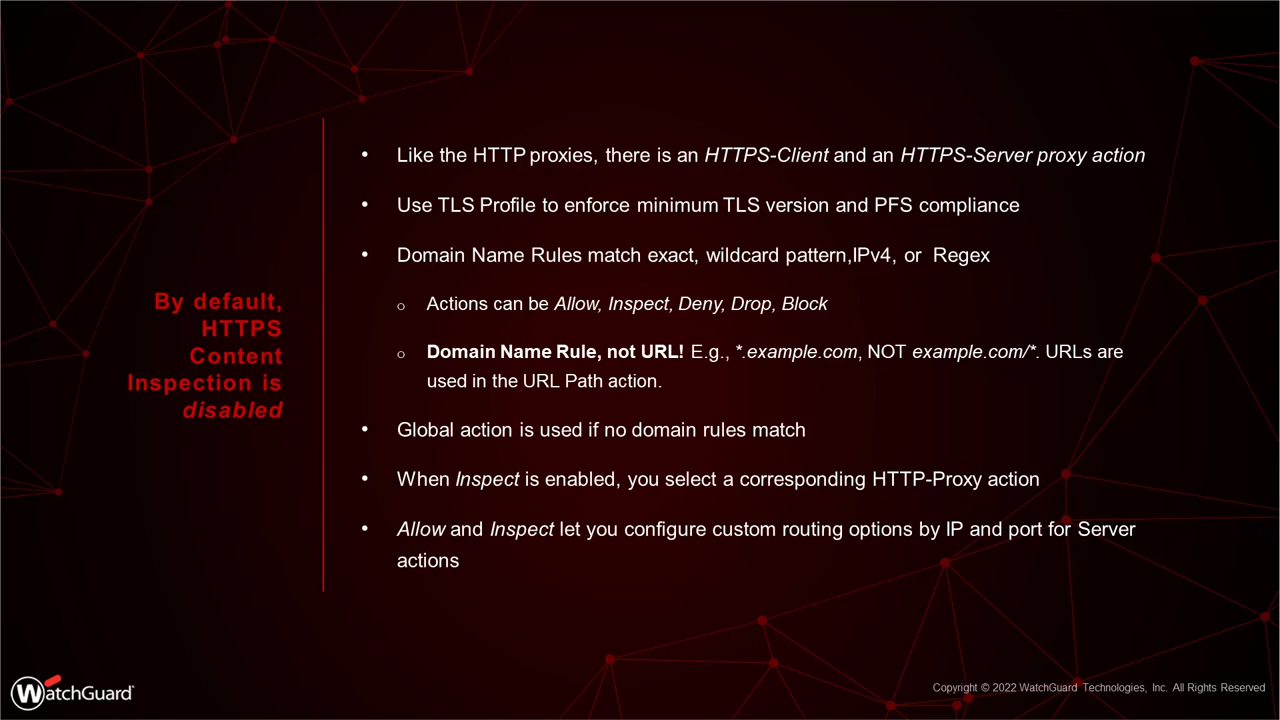 By default,
HTTPS
Content
Inspection is
disabled
• Like the HTTP proxies, there is an HTTPS-Client and an HTTPS-Server proxy action
• Use TLS Profile to enforce minimum TLS version and PFS compliance
• Domain Name Rules match exact, wildcard pattern,IPv4, or Regex
o Actions can be Allow, Inspect, Deny, Drop, Block
o Domain Name Rule, not URL! E.g., *.example.com, NOT example.com/*. URLs are
used in the URL Path action.
• Global action is used if no domain rules match
• When Inspect is enabled, you select a corresponding HTTP-Proxy action
• Allow and Inspect let you configure custom routing options by IP and port for Server
actions
WatchGuard
Copyright © 2022 WatchGuard Technologies, Inc. All Rights Reserved